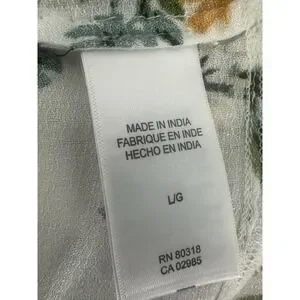 MADE IN INDIA
FABRIQUE EN INDE
HECHO EN INDIA
L/G
RN 80318
CA 02985